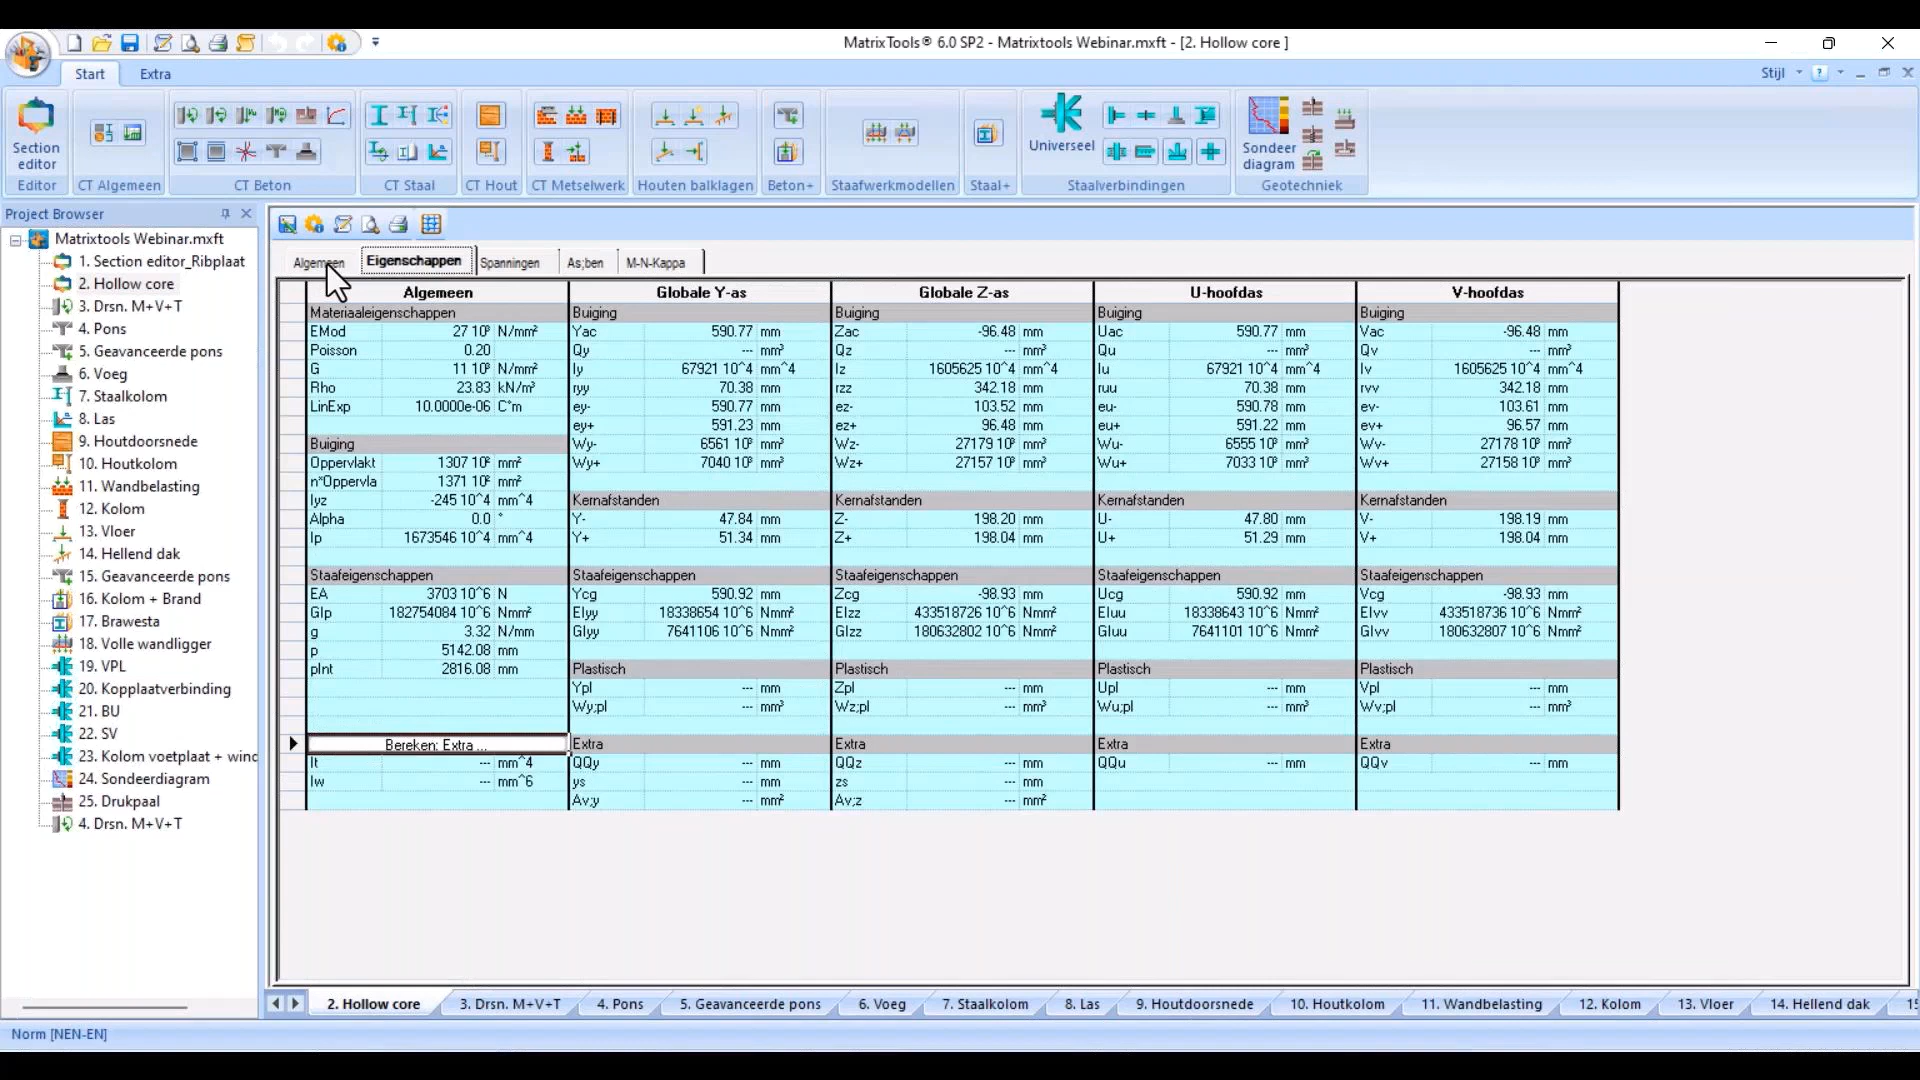 MatrixTools® 6.0 SP2 - Matrixtools Webinar.mxft - [2. Hollow core ]
Start Extra Stijl
Section editor Universeel Sondeer diagram
Editor CT Algemeen CT Beton CT Staal CT Hout CT Metselwerk Houten balklagen Beton+ Staafwerkmodellen Staal+ Staalverbindingen Geotechniek
Project Browser
Matrixtools Webinar.mxft
1. Section editor_Ribplaat
2. Hollow core
3. Drsn. M+V+T
4. Pons
5. Geavanceerde pons
6. Voeg
7. Staalkolom
8. Las
9. Houtdoorsnede
10. Houtkolom
11. Wandbelasting
12. Kolom
13. Vloer
14. Hellend dak
15. Geavanceerde pons
16. Kolom + Brand
17. Brawesta
18. Volle wandligger
19. VPL
20. Kopplaatverbinding
21. BU
22. SV
23. Kolom voetplaat + wind
24. Sondeerdiagram
25. Drukpaal
4. Drsn. M+V+T
Algemeen Eigenschappen Spanningen As;ben M-N-Kappa
Algemeen Globale Y-as Globale Z-as U-hoofdas V-hoofdas
Materiaaleigenschappen Buiging Buiging Buiging Buiging
EMod 27 10³ N/mm² Yac 590.77 mm Zac -96.48 mm Uac 590.77 mm Vac -96.48 mm
Poisson 0.20 Qy --- mm³ Qz --- mm³ Qu --- mm³ Qv --- mm³
G 11 10³ N/mm² Iy 67921 10^4 mm^4 Iz 1605625 10^4 mm^4 Iu 67921 10^4 mm^4 Iv 1605625 10^4 mm^4
Rho 23.83 kN/m³ ryy 70.38 mm rzz 342.18 mm ruu 70.38 mm rvv 342.18 mm
LinExp 10.0000e-06 C°m ey- 590.77 mm ez- 103.52 mm eu- 590.78 mm ev- 103.61 mm
ey+ 591.23 mm ez+ 96.48 mm eu+ 591.22 mm ev+ 96.57 mm
Buiging Wy- 6561 10³ mm³ Wz- 27179 10³ mm³ Wu- 6555 10³ mm³ Wv- 27178 10³ mm³
Oppervlakt 1307 10² mm² Wy+ 7040 10³ mm³ Wz+ 27157 10³ mm³ Wu+ 7033 10³ mm³ Wv+ 27158 10³ mm³
n*Oppervla 1371 10² mm²
Iyz -245 10^4 mm^4 Kernafstanden Kernafstanden Kernafstanden Kernafstanden
Alpha 0.0 ° Y- 47.84 mm Z- 198.20 mm U- 47.80 mm V- 198.19 mm
Ip 1673546 10^4 mm^4 Y+ 51.34 mm Z+ 198.04 mm U+ 51.29 mm V+ 198.04 mm
Staafeigenschappen Staafeigenschappen Staafeigenschappen Staafeigenschappen Staafeigenschappen
EA 3703 10^6 N Ycg 590.92 mm Zcg -98.93 mm Ucg 590.92 mm Vcg -98.93 mm
GIp 182754084 10^6 Nmm² EIyy 18338654 10^6 Nmm² EIzz 433518726 10^6 Nmm² EIuu 18338643 10^6 Nmm² EIvv 433518736 10^6 Nmm²
g 3.32 N/mm GIyy 7641106 10^6 Nmm² GIzz 180632802 10^6 Nmm² GIuu 7641101 10^6 Nmm² GIvv 180632807 10^6 Nmm²
p 5142.08 mm
pInt 2816.08 mm Plastisch Plastisch Plastisch Plastisch
Ypl --- mm Zpl --- mm Upl --- mm Vpl --- mm
Wy;pl --- mm³ Wz;pl --- mm³ Wu;pl --- mm³ Wv;pl --- mm³
Bereken: Extra ... Extra Extra Extra Extra
It --- mm^4 QQy --- mm QQz --- mm QQu --- mm QQv --- mm
Iw --- mm^6 ys --- mm zs --- mm
Av;y --- mm² Av;z --- mm²
2. Hollow core 3. Drsn. M+V+T 4. Pons 5. Geavanceerde pons 6. Voeg 7. Staalkolom 8. Las 9. Houtdoorsnede 10. Houtkolom 11. Wandbelasting 12. Kolom 13. Vloer 14. Hellend dak 15
Norm [NEN-EN]